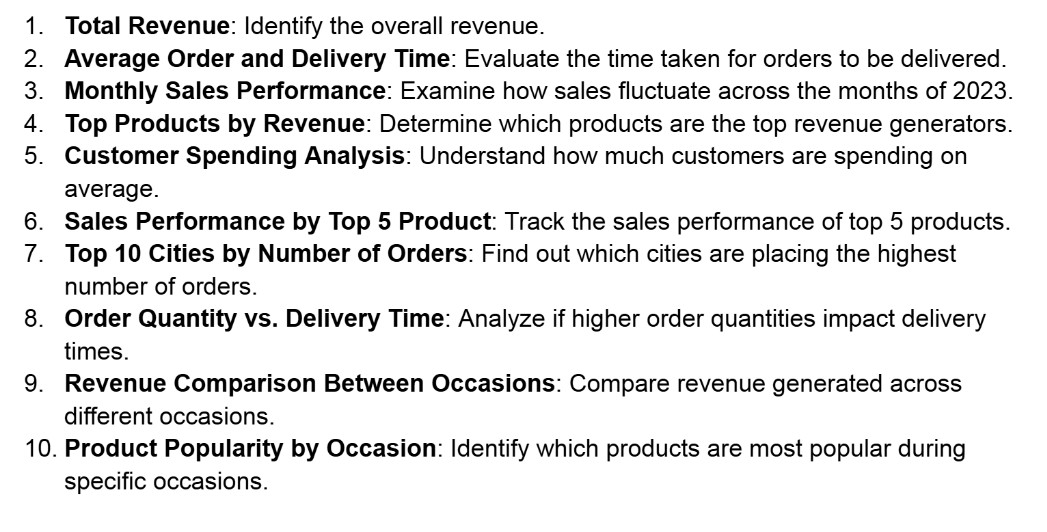 1. Total Revenue: Identify the overall revenue.
2. Average Order and Delivery Time: Evaluate the time taken for orders to be delivered.
3. Monthly Sales Performance: Examine how sales fluctuate across the months of 2023.
4. Top Products by Revenue: Determine which products are the top revenue generators.
5. Customer Spending Analysis: Understand how much customers are spending on
average.
6. Sales Performance by Top 5 Product: Track the sales performance of top 5 products.
7. Top 10 Cities by Number of Orders: Find out which cities are placing the highest
number of orders.
8. Order Quantity vs. Delivery Time: Analyze if higher order quantities impact delivery
times.
9. Revenue Comparison Between Occasions: Compare revenue generated across
different occasions.
10. Product Popularity by Occasion: Identify which products are most popular during
specific occasions.